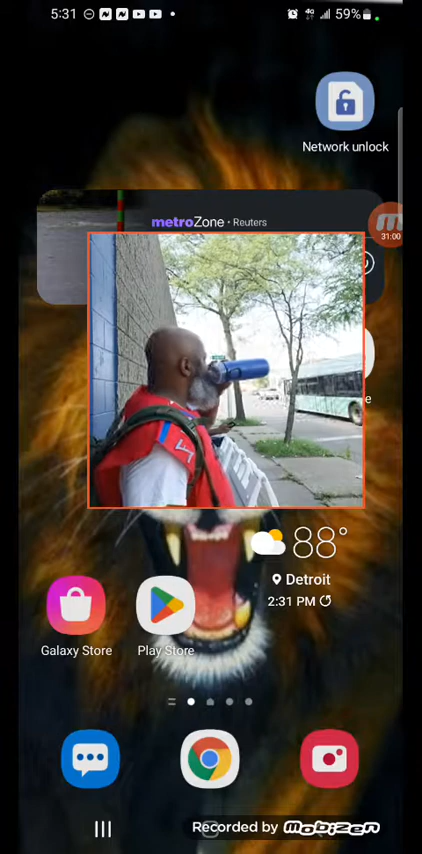 5:31
4G
59%
Network unlock
metroZone • Reuters
31:00
e
88°
Detroit
2:31 PM
Galaxy Store
Play Store
Recorded by Mobizen